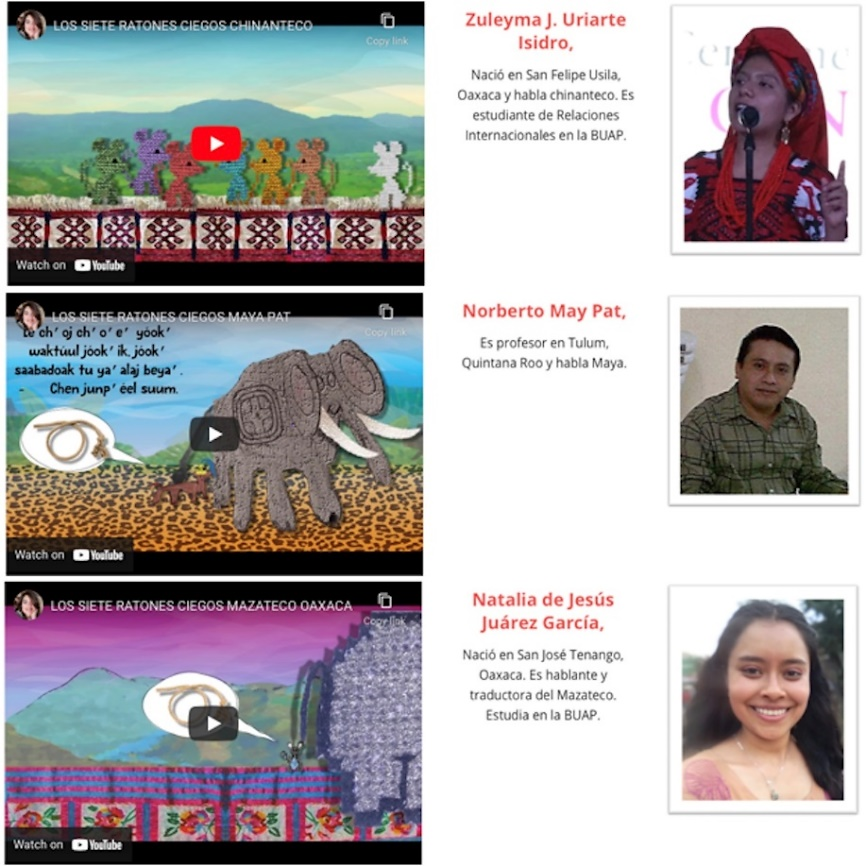 LOS SIETE RATONES CIEGOS CHINANTECO
Copy link
Watch on YouTube
Zuleyma J. Uriarte
Isidro,
Nació en San Felipe Usila,
Oaxaca y habla chinanteco. Es
estudiante de Relaciones
Internacionales en la BUAP.
LOS SIETE RATONES CIEGOS MAYA PAT
Copy link
Le ch' oj ch' o' e' yóok'
waktúul jóok' ik, jóok'
saabadoak tu ya' alaj beya'.
- Chen junp' éel suum.
Watch on YouTube
Norberto May Pat,
Es profesor en Tulum,
Quintana Roo y habla Maya.
LOS SIETE RATONES CIEGOS MAZATECO OAXACA
Copy link
Watch on YouTube
Natalia de Jesús
Juárez García,
Nació en San José Tenango,
Oaxaca. Es hablante y
traductora del Mazateco.
Estudia en la BUAP.